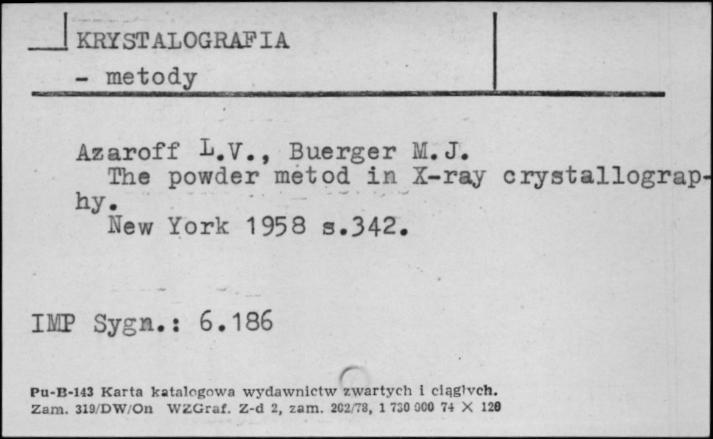 KRYSTALOGRAFIA
- metody
Azaroff L.V., Buerger M.J.
The powder metod in X-ray crystallograp-
hy.
New York 1958 s.342.
IMP Sygn.: 6.186
Pu-B-143 Karta katalogowa wydawnictw zwartych i ciągłych.
Zam. 319/DW/On WZGraf. Z-d 2, zam. 202/78, 1 730 000 74 X 120